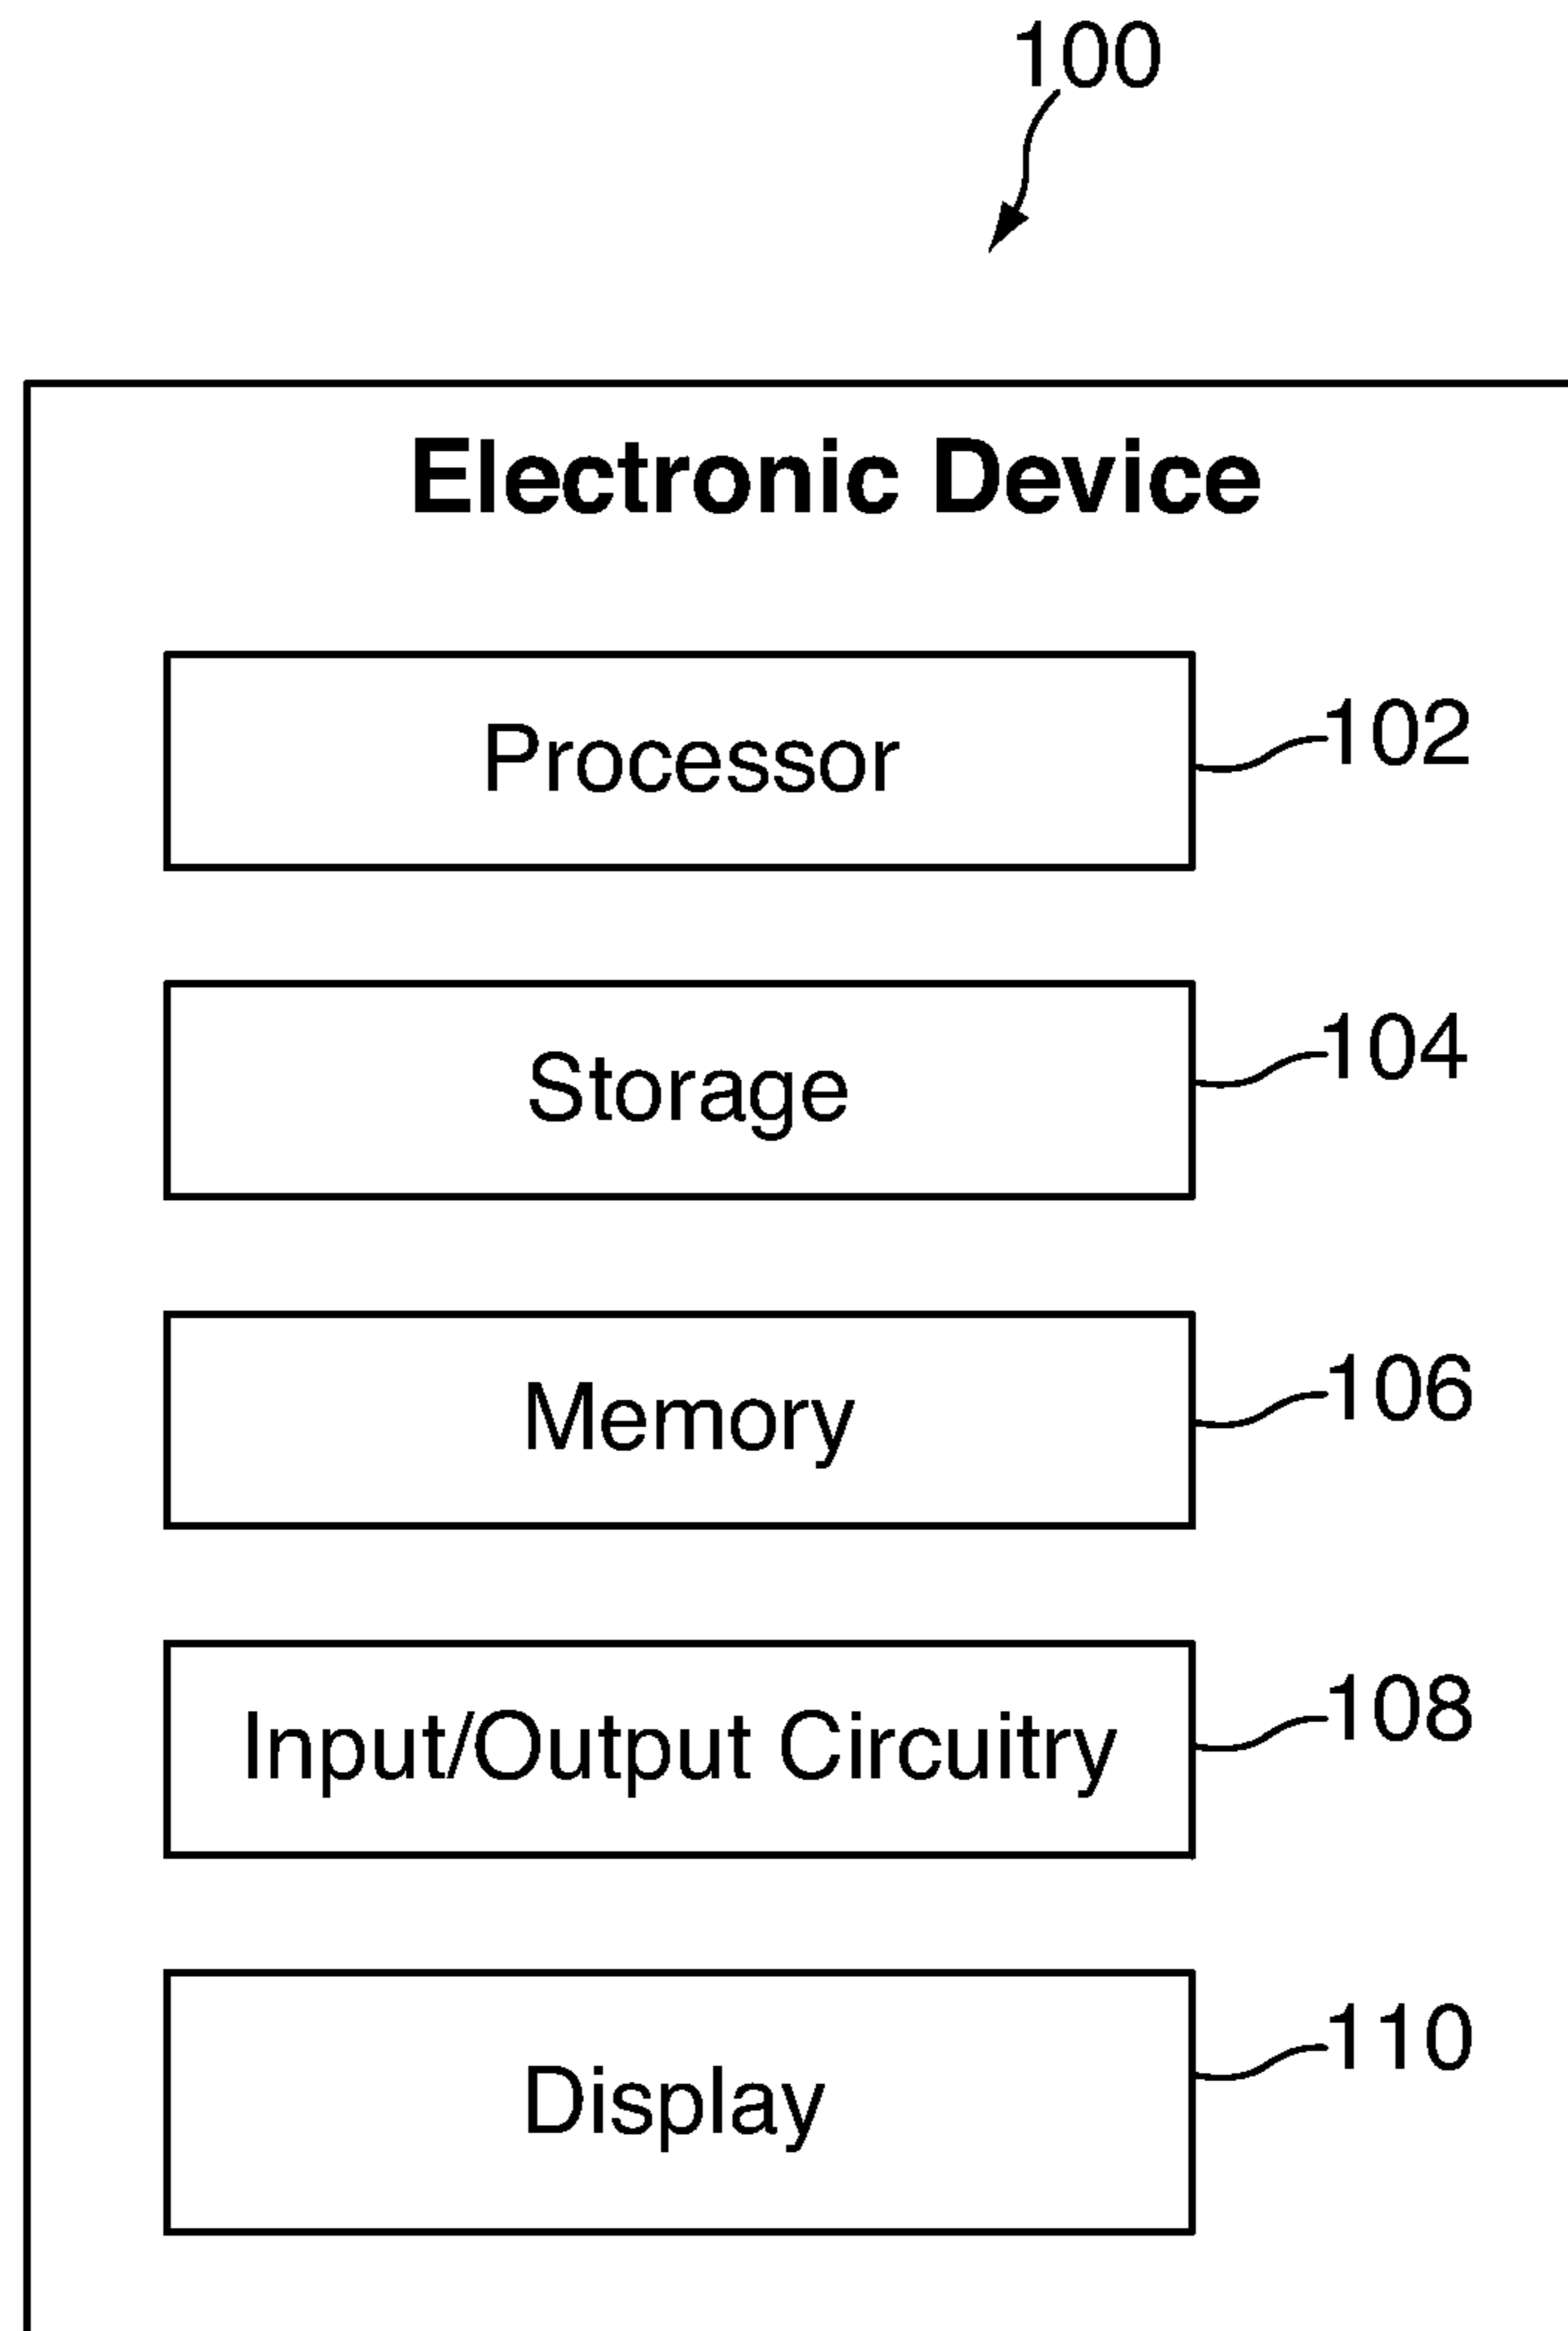 100
Electronic Device
Processor
102
Storage
104
Memory
106
Input/Output Circuitry
108
Display
110